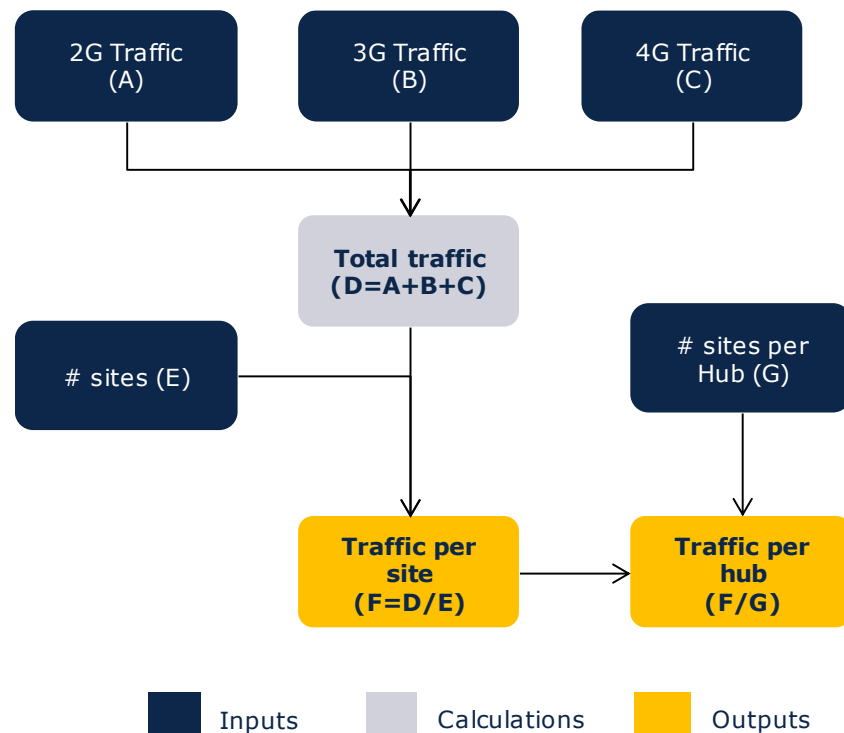 2G Traffic
(A)
3G Traffic
(B)
4G Traffic
(C)
Total traffic
(D=A+B+C)
# sites (E)
# sites per
Hub (G)
Traffic per
site
(F=D/E)
Traffic per
hub
(F/G)
Inputs
Calculations
Outputs